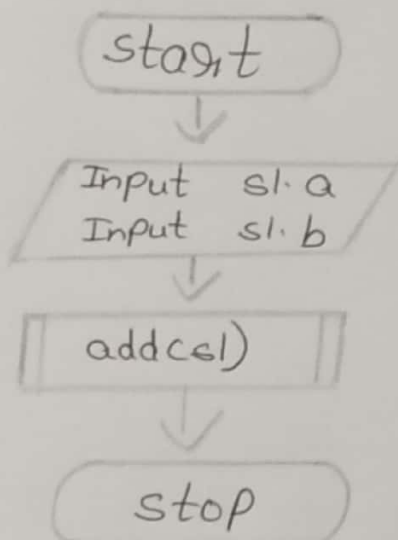 start
Input s1.a
Input s1.b
add(s1)
stop